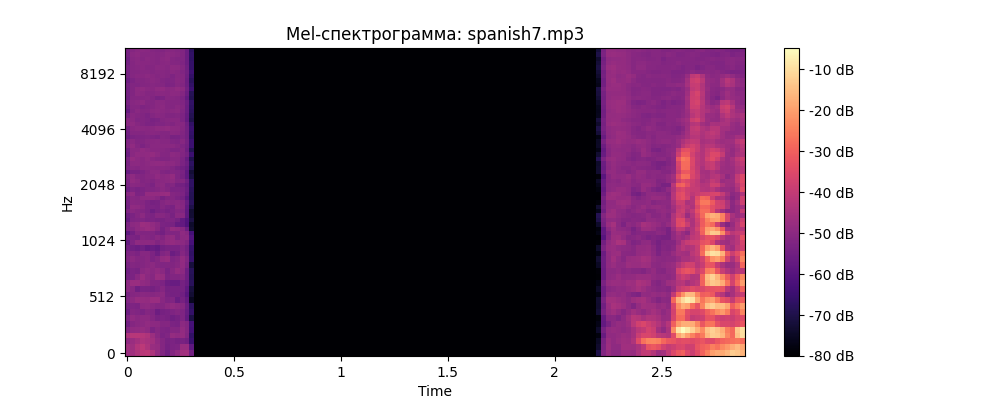 Mel-спектрограмма: spanish7.mp3
8192
4096
2048
1024
512
0
Hz
0 0.5 1 1.5 2 2.5
Time
-10 dB
-20 dB
-30 dB
-40 dB
-50 dB
-60 dB
-70 dB
-80 dB